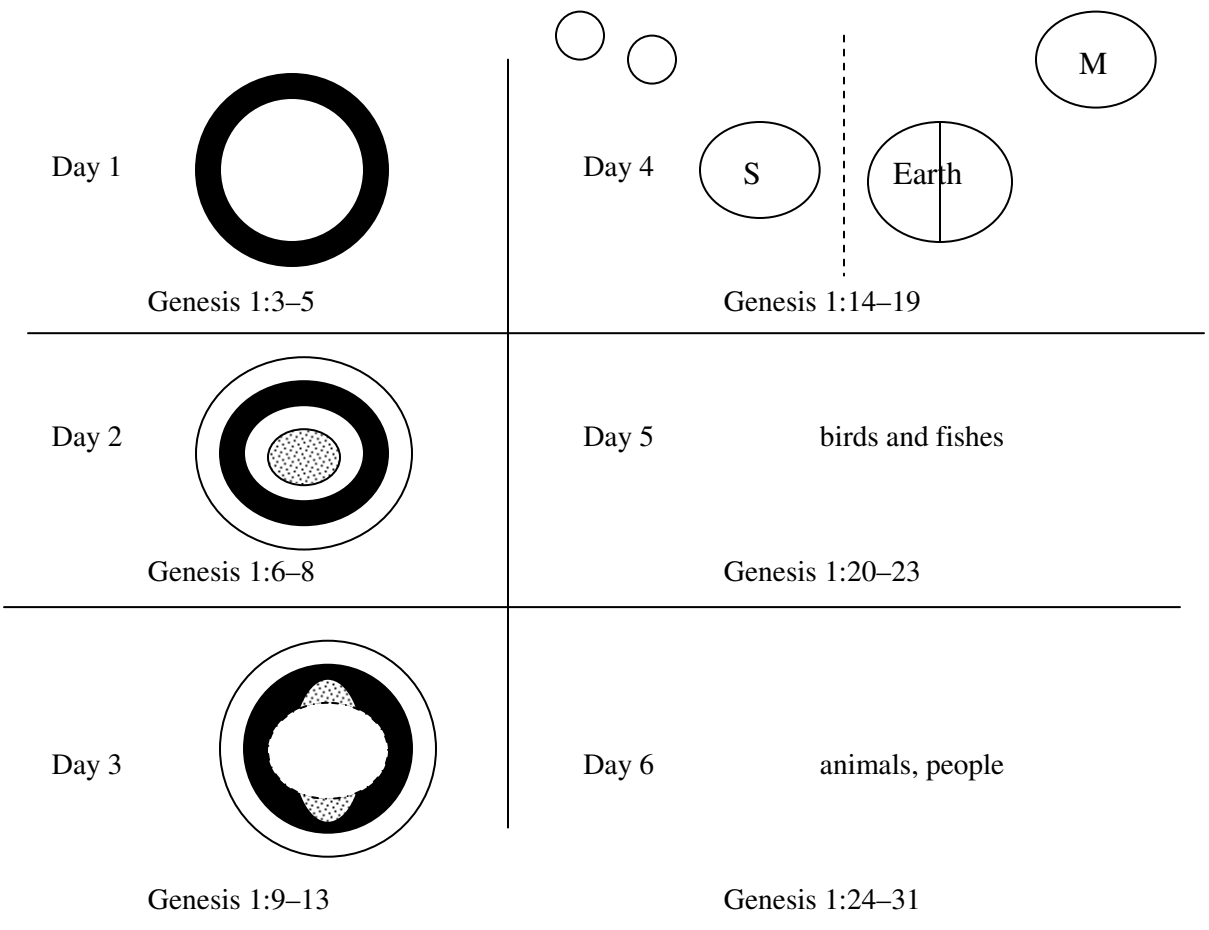 Day 1
Genesis 1:3–5
M
Day 4
S
Earth
Genesis 1:14–19
Day 2
Genesis 1:6–8
Day 5
birds and fishes
Genesis 1:20–23
Day 3
Genesis 1:9–13
Day 6
animals, people
Genesis 1:24–31